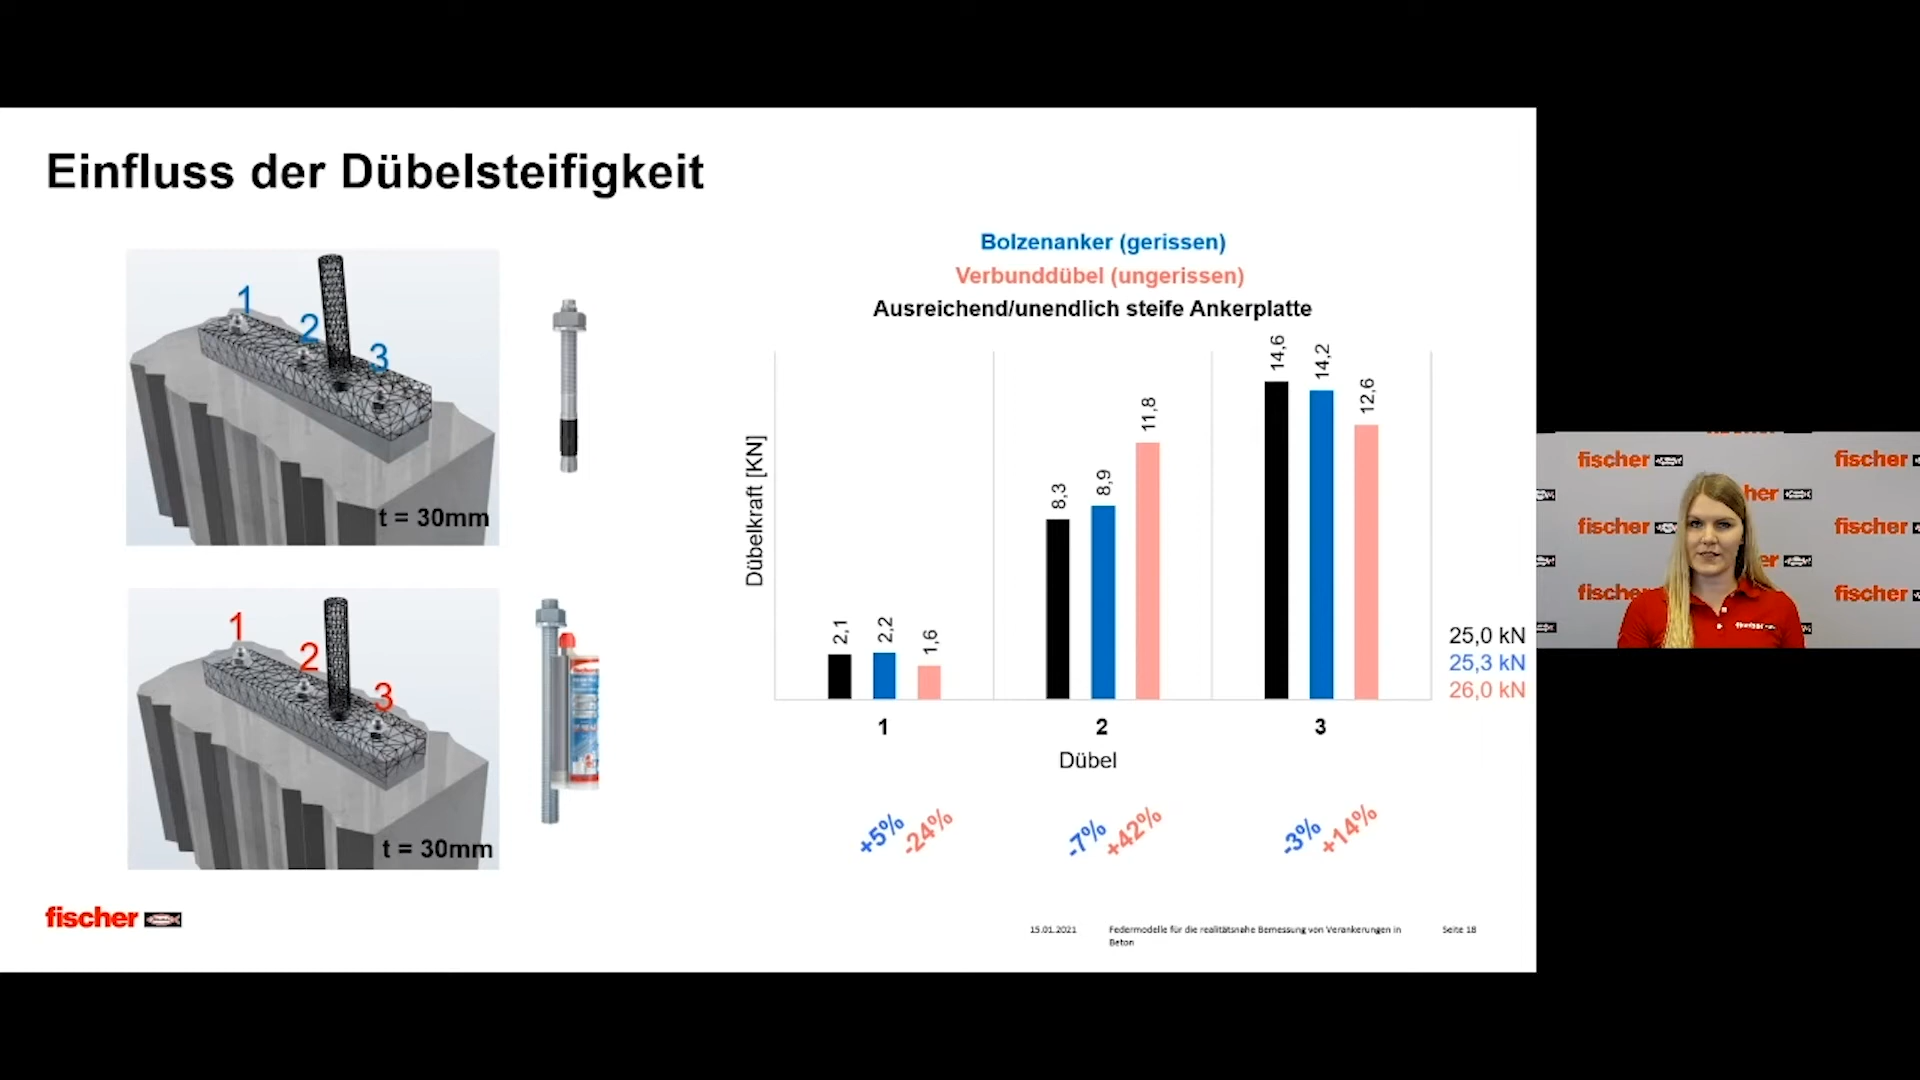 Einfluss der Dübelsteifigkeit
1
2
3
t = 30mm
1
2
3
t = 30mm
Bolzenanker (gerissen)
Verbunddübel (ungerissen)
Ausreichend/unendlich steife Ankerplatte
Dübelkraft [KN]
2,1
2,2
1,6
8,3
8,9
11,8
14,6
14,2
12,6
25,0 kN
25,3 kN
26,0 kN
1
2
3
Dübel
+5%
-24%
-7%
+42%
-3%
+14%
fischer
15.01.2021
Federmodelle für die realitätsnahe Bemessung von Verankerungen in
Beton
Seite 18
fischer
fischer
fischer
fischer
fischer
fischer